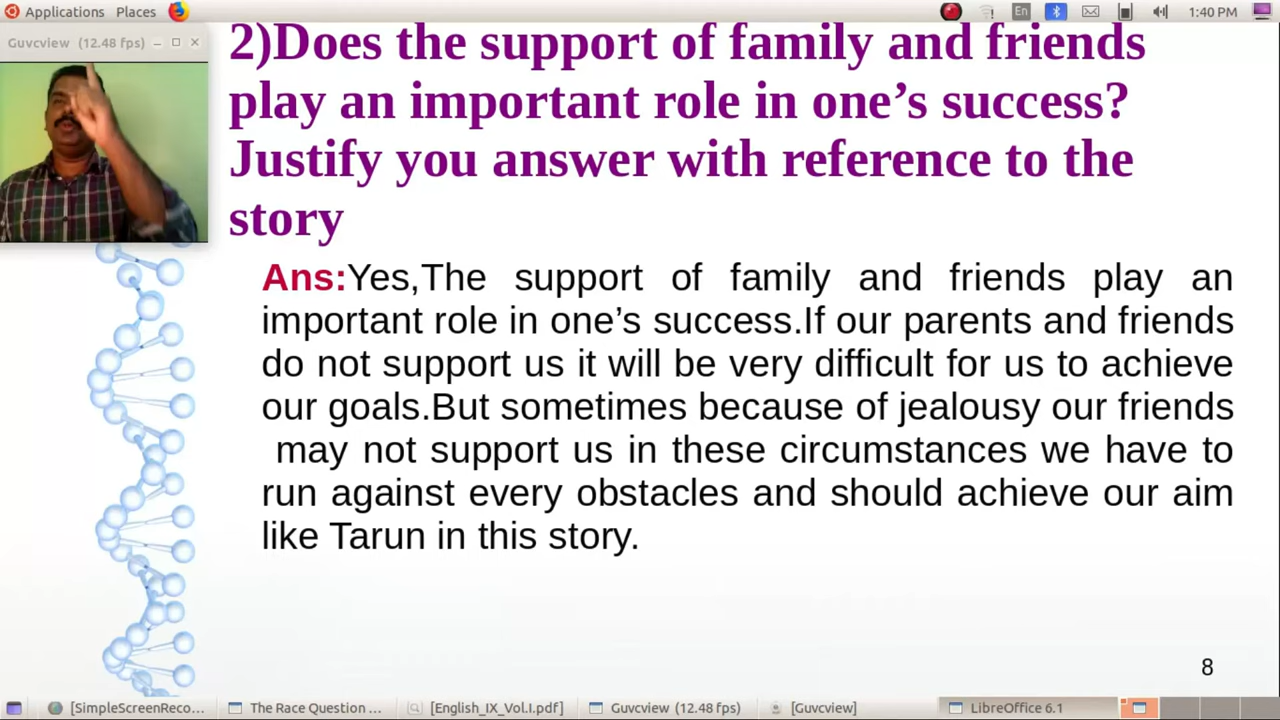 Applications Places En 1:40 PM
Guvcview (12.48 fps)
2)Does the support of family and friends
play an important role in one’s success?
Justify you answer with reference to the
story
Ans:Yes,The support of family and friends play an
important role in one’s success.If our parents and friends
do not support us it will be very difficult for us to achieve
our goals.But sometimes because of jealousy our friends
may not support us in these circumstances we have to
run against every obstacles and should achieve our aim
like Tarun in this story.
8
[SimpleScreenReco... The Race Question ... [English_IX_Vol.I.pdf] Guvcview (12.48 fps) [Guvcview] LibreOffice 6.1